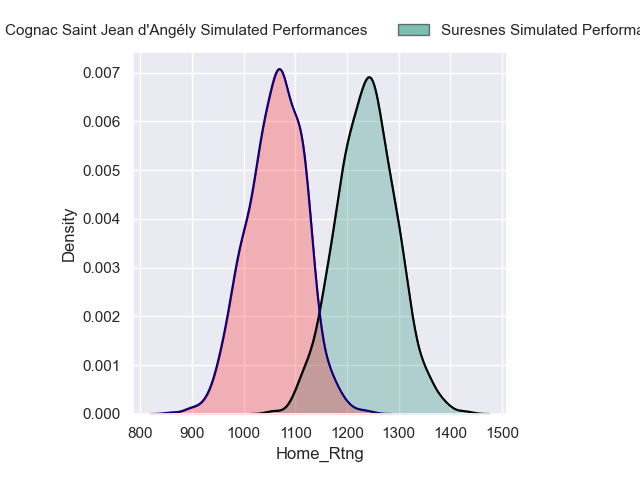 Cognac Saint Jean d'Angély Simulated Performances
Suresnes Simulated
0.007
0.006
0.005
0.004
0.003
0.002
0.001
0.000
Density
800 900 1000 1100 1200 1300 1400 1500
Home_Rtng